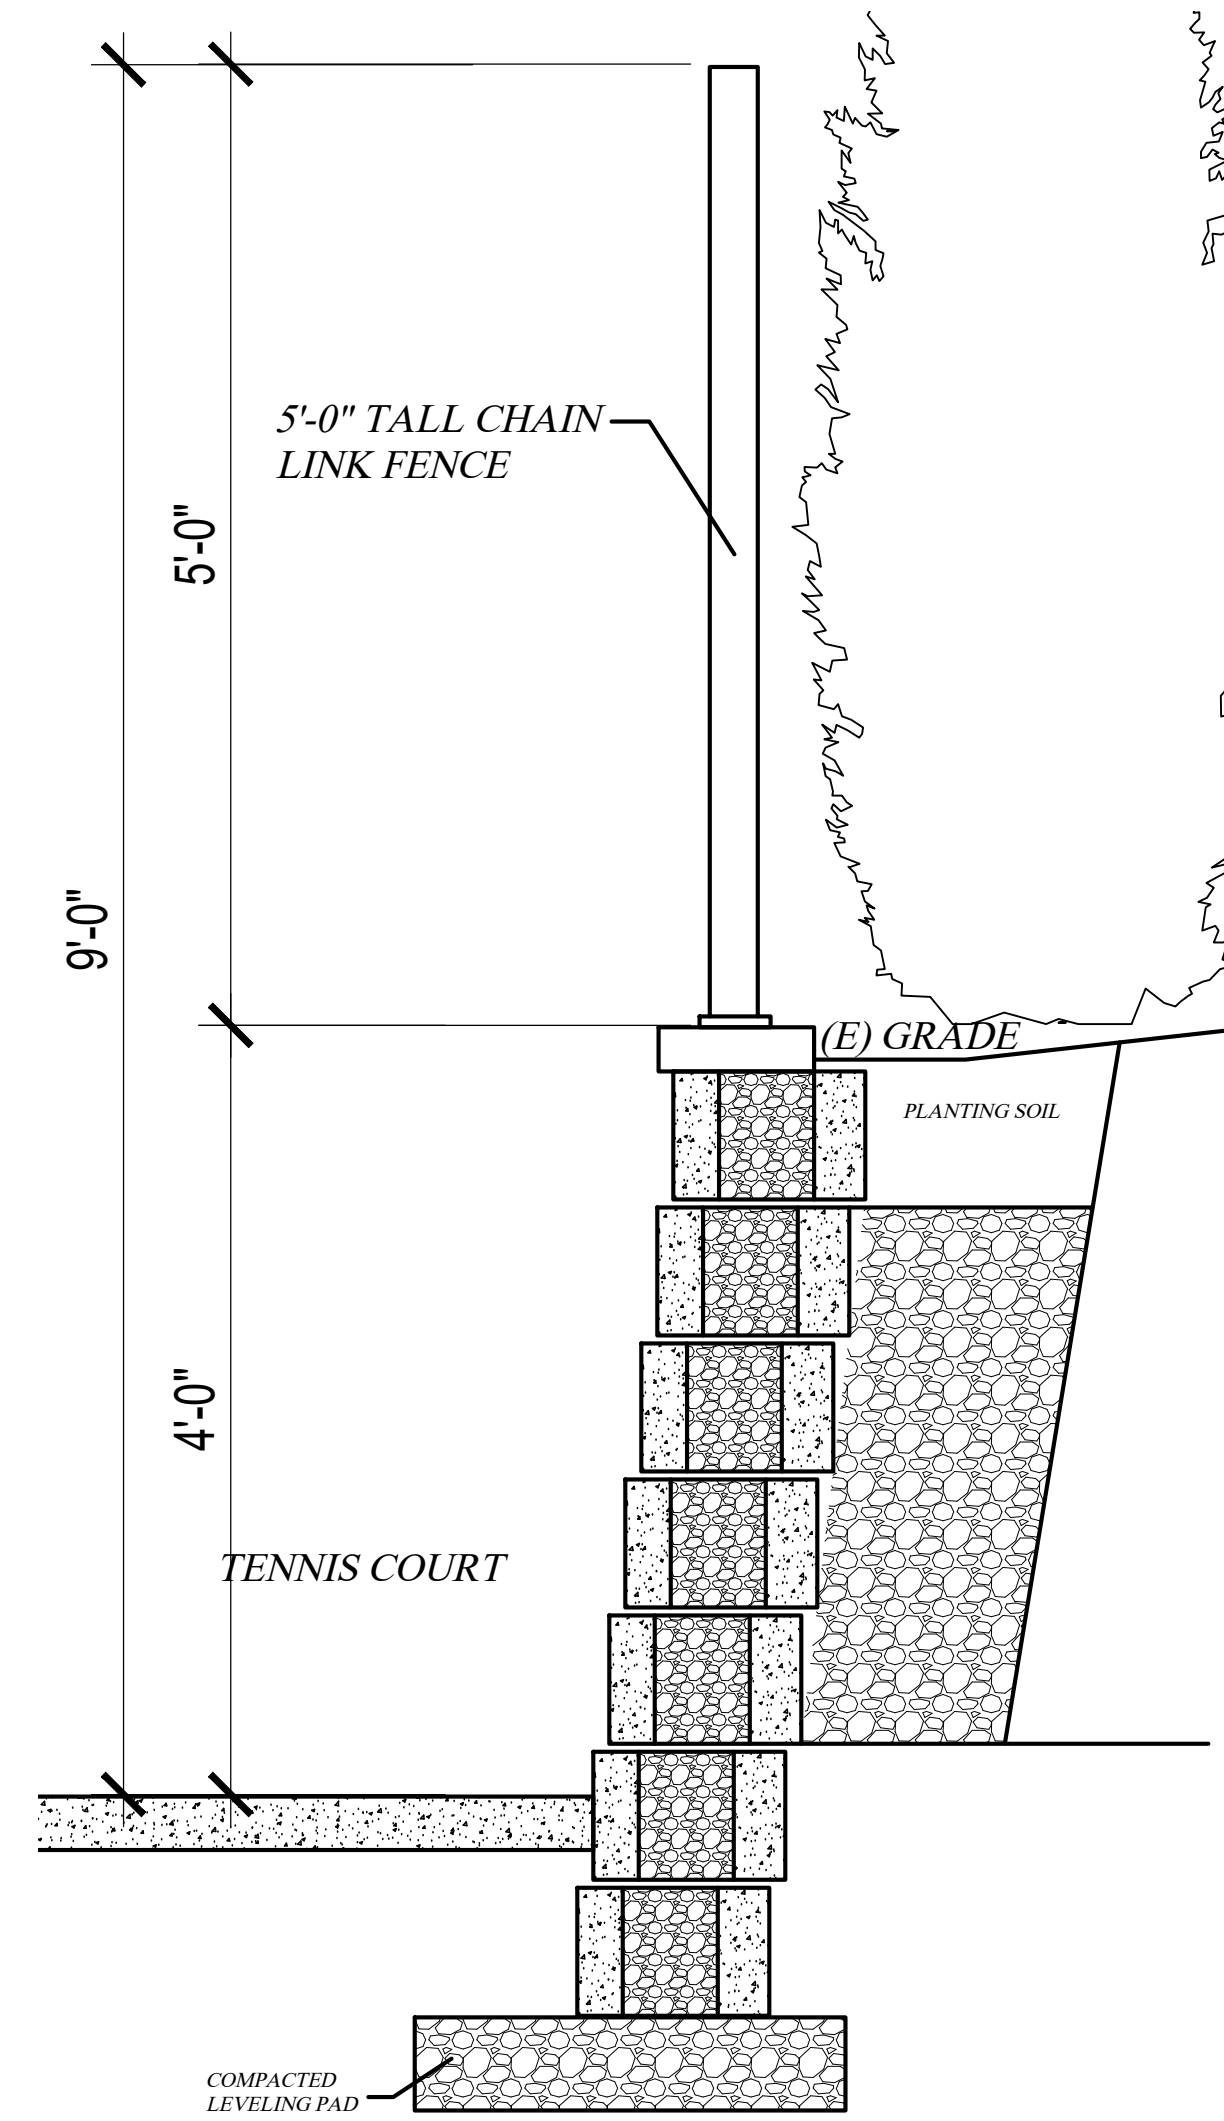 5'-0" TALL CHAIN
LINK FENCE
5'-0"
9'-0"
(E) GRADE
PLANTING SOIL
4'-0"
TENNIS COURT
COMPACTED
LEVELING PAD